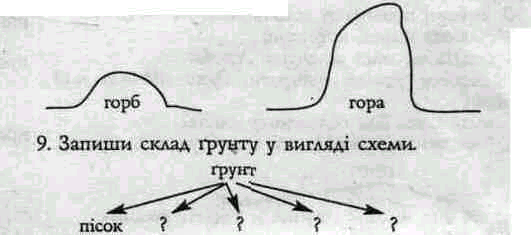 горб гора
9. Запиши склад ґрунту у вигляді схеми.
ґрунт
пісок ? ? ? ?